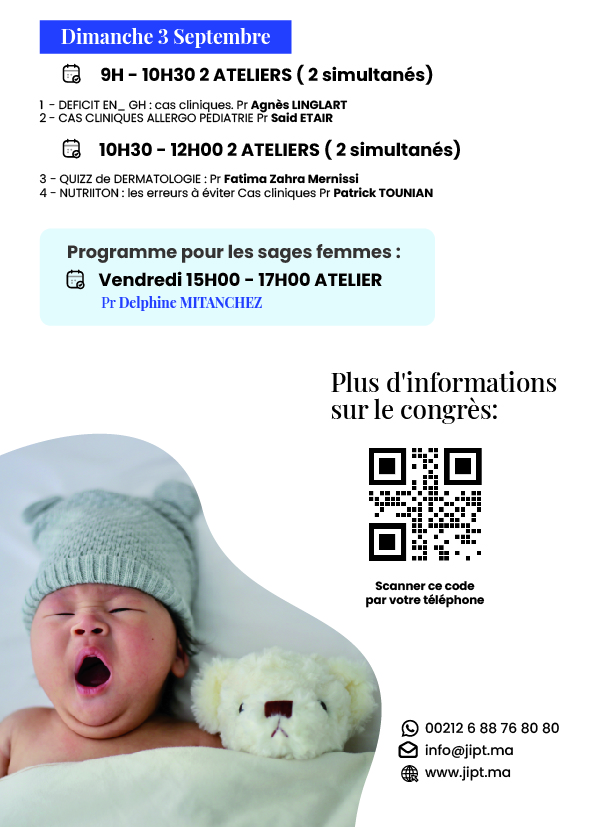 Dimanche 3 Septembre
9H - 10H30 2 ATELIERS ( 2 simultanés)
1 - DEFICIT EN_ GH : cas cliniques. Pr Agnès LINGLART
2 - CAS CLINIQUES ALLERGO PEDIATRIE Pr Said ETAIR
10H30 - 12H00 2 ATELIERS ( 2 simultanés)
3 - QUIZZ de DERMATOLOGIE : Pr Fatima Zahra Mernissi
4 - NUTRIITON : les erreurs à éviter Cas cliniques Pr Patrick TOUNIAN
Programme pour les sages femmes :
Vendredi 15H00 - 17H00 ATELIER
Pr Delphine MITANCHEZ
Plus d'informations
sur le congrès:
Scanner ce code
par votre téléphone
00212 6 88 76 80 80
info@jipt.ma
www.jipt.ma